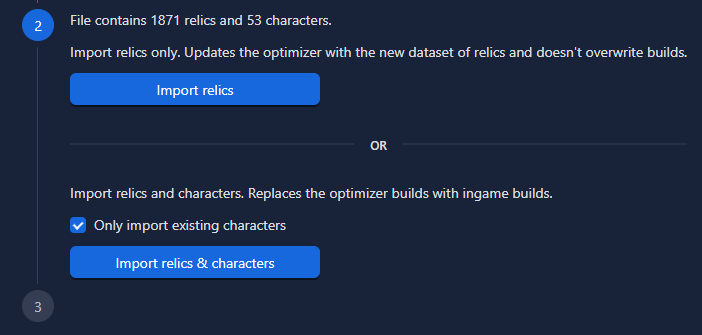 2
File contains 1871 relics and 53 characters.
Import relics only. Updates the optimizer with the new dataset of relics and doesn't overwrite builds.
Import relics
OR
Import relics and characters. Replaces the optimizer builds with ingame builds.
Only import existing characters
Import relics & characters
3